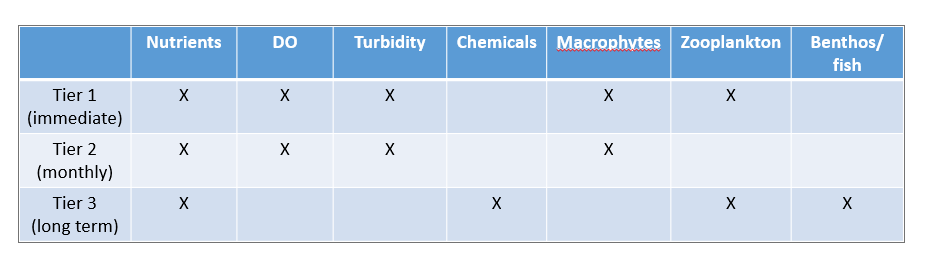 Nutrients DO Turbidity Chemicals Macrophytes Zooplankton Benthos/
fish
Tier 1 X X X X X
(immediate)
Tier 2 X X X X
(monthly)
Tier 3 X X X X
(long term)